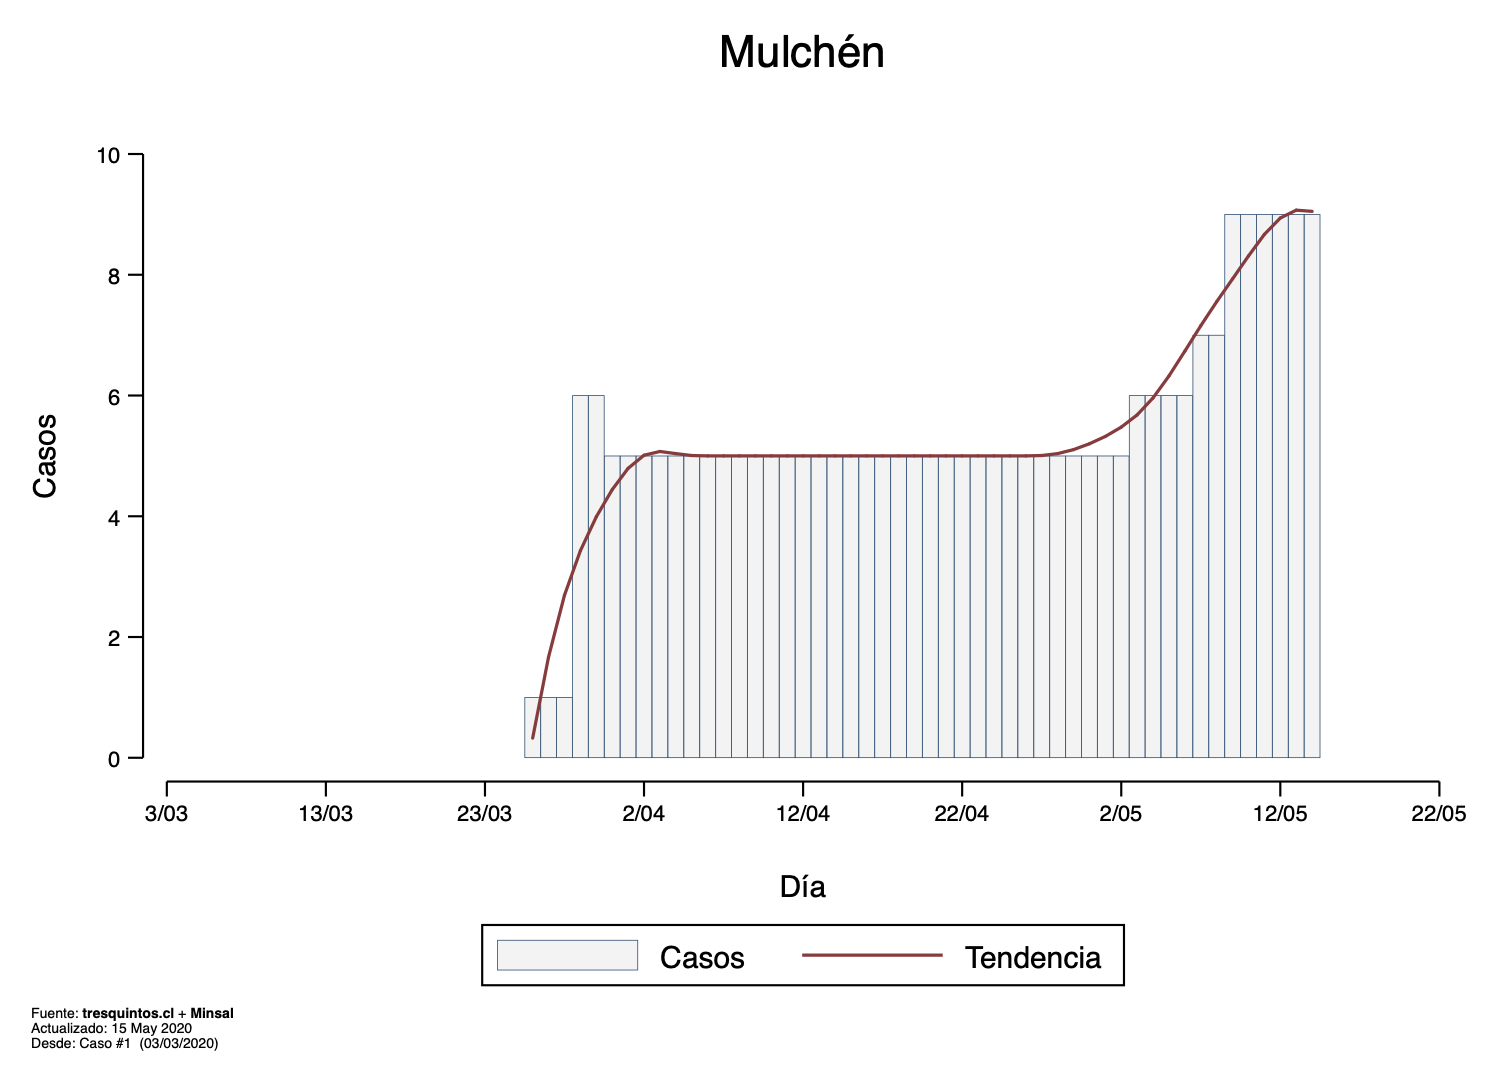 Mulchén
10
8
6
4
2
0
Casos
3/03 13/03 23/03 2/04 12/04 22/04 2/05 12/05 22/05
Día
Casos Tendencia
Fuente: tresquintos.cl + Minsal
Actualizado: 15 May 2020
Desde: Caso #1 (03/03/2020)